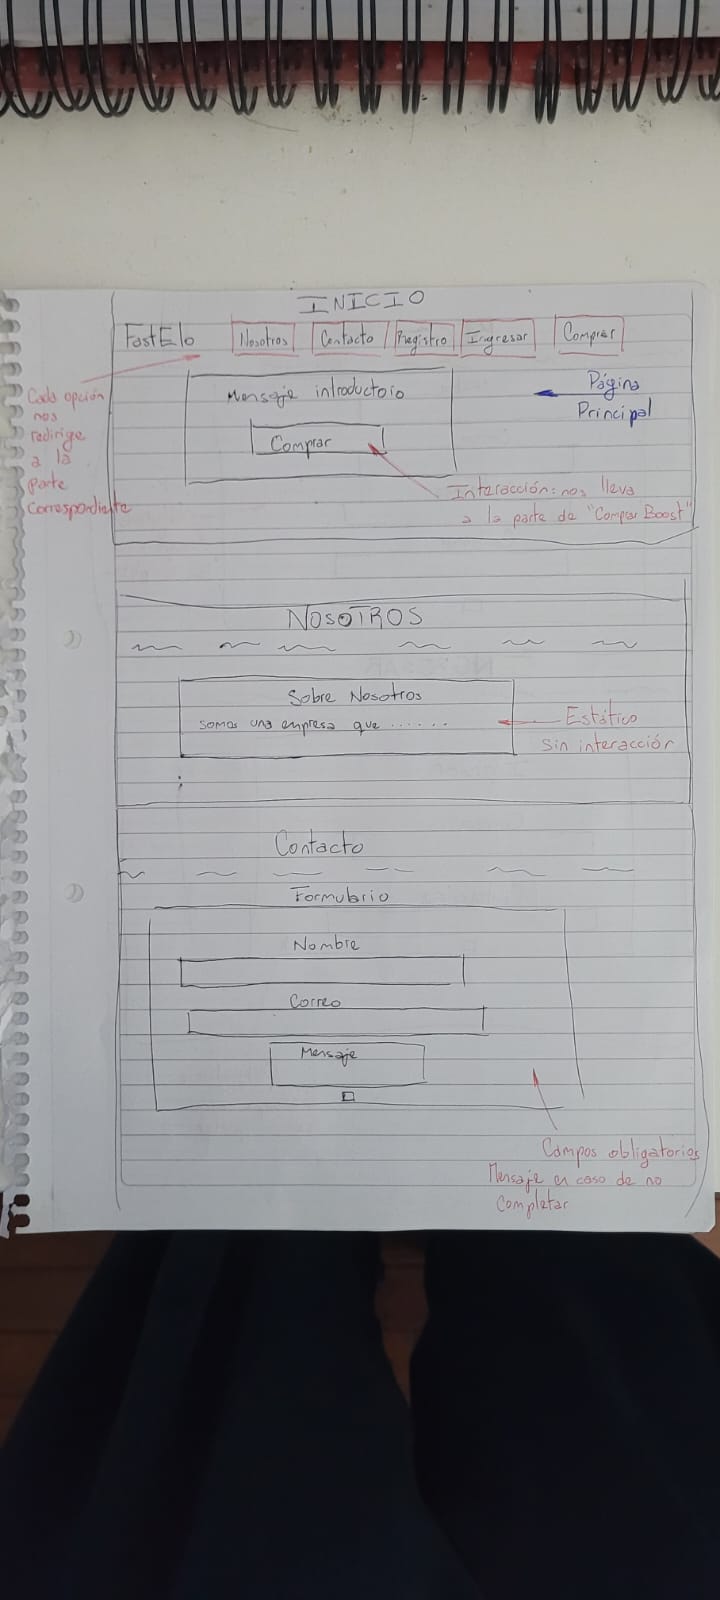 INICIO
FastElo Nosotros Contacto Registro Ingresar Comprar
Cada opción
nos
redirige
a la
parte
correspondiente
Mensaje introductoio
Comprar
Página
Principal
Interacción: nos lleva
a la parte de "Comprar Boost"
NOSOTROS
Sobre Nosotros
somos una empresa que .......
Estático
sin interacción
Contacto
Formulario
Nombre
Correo
Mensaje
Campos obligatorios
Mensaje en caso de no
completar